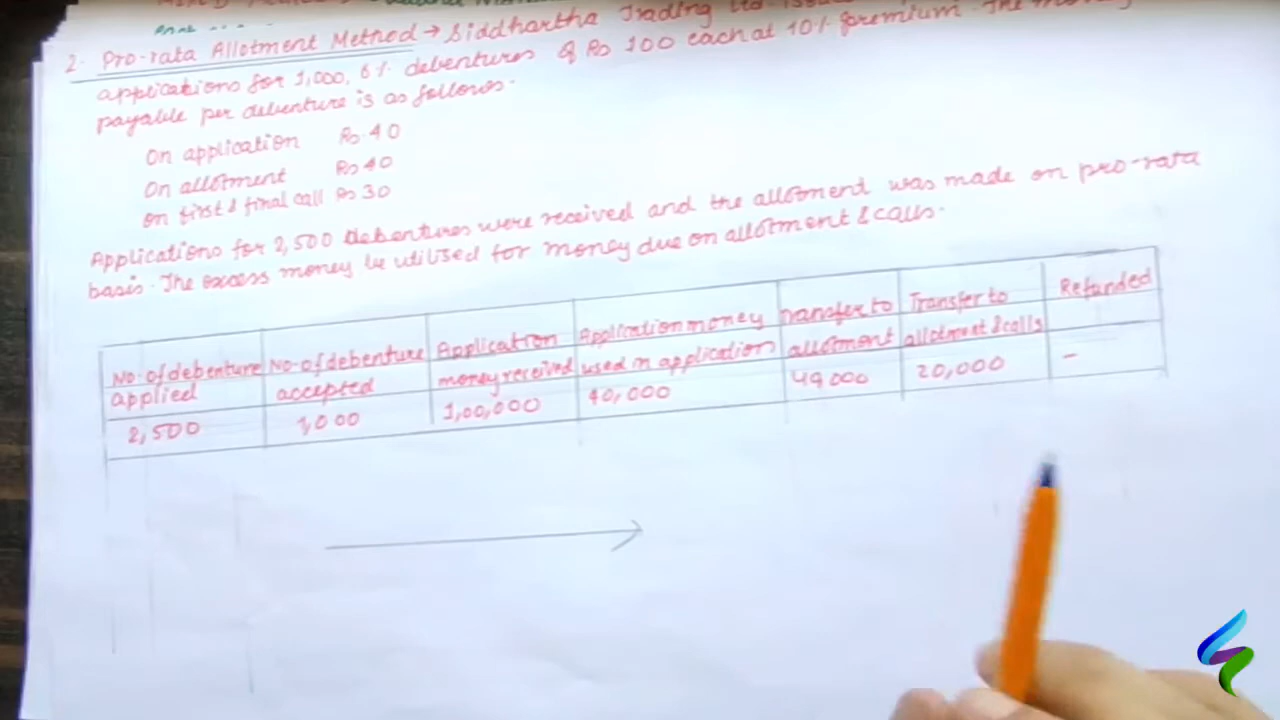 2. Pro-rata Allotment Method → Siddhartha Trading Ltd. issued
applications for 1,000, 6% debentures of Rs 100 each at 10% premium. The money
payable per debenture is as follows.
On application Rs. 40
On allotment Rs 40
On first & final call Rs 30
Applications for 2,500 debentures were received and the allotment was made on pro-rata
basis. The excess money be utilised for money due on allotment & calls.
No. of debenture applied
No. of debenture accepted
Application money received
Application money used in application
Transfer to allotment
Transfer to allotment & calls
Refunded
2,500 1,000 1,00,000 40,000 40,000 20,000 –